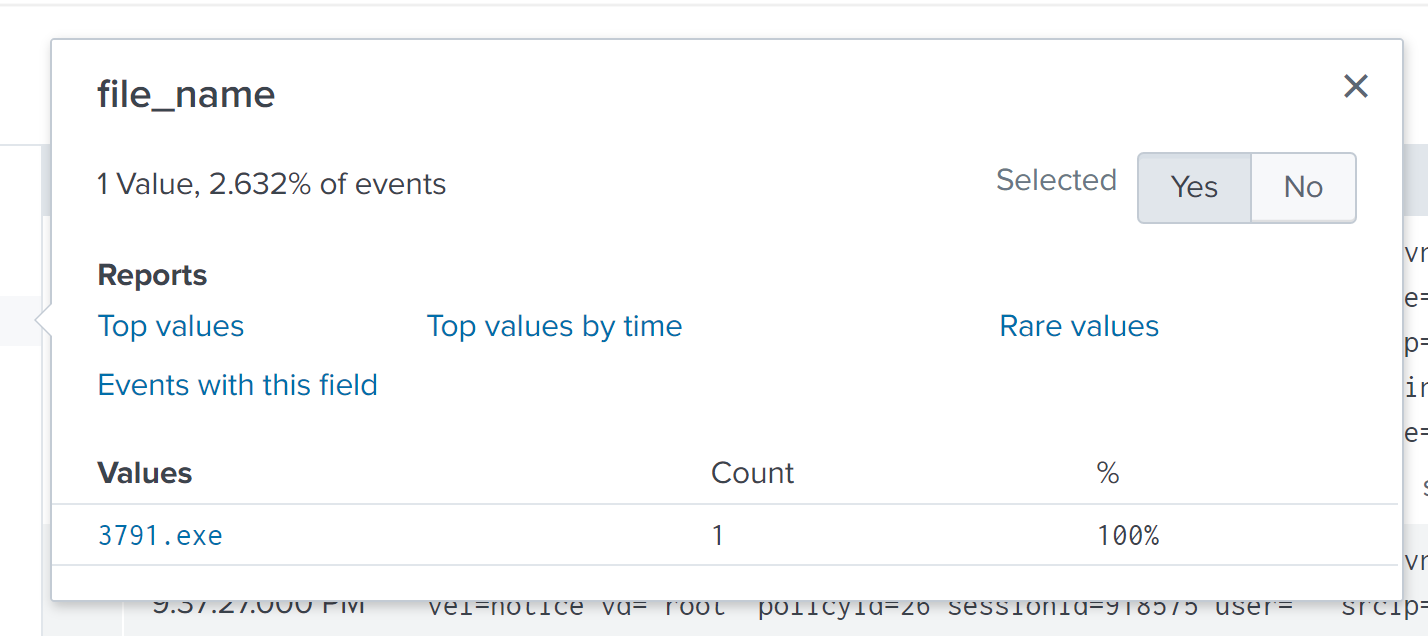 file_name
1 Value, 2.632% of events
Selected Yes No
Reports
Top values Top values by time Rare values
Events with this field
Values Count %
3791.exe 1 100%
9:37:27.000 PM vel=notice vd= root policyid=26 sessionid=918575 user= srcip=
vr
e=
p=
in
e=
s
vr